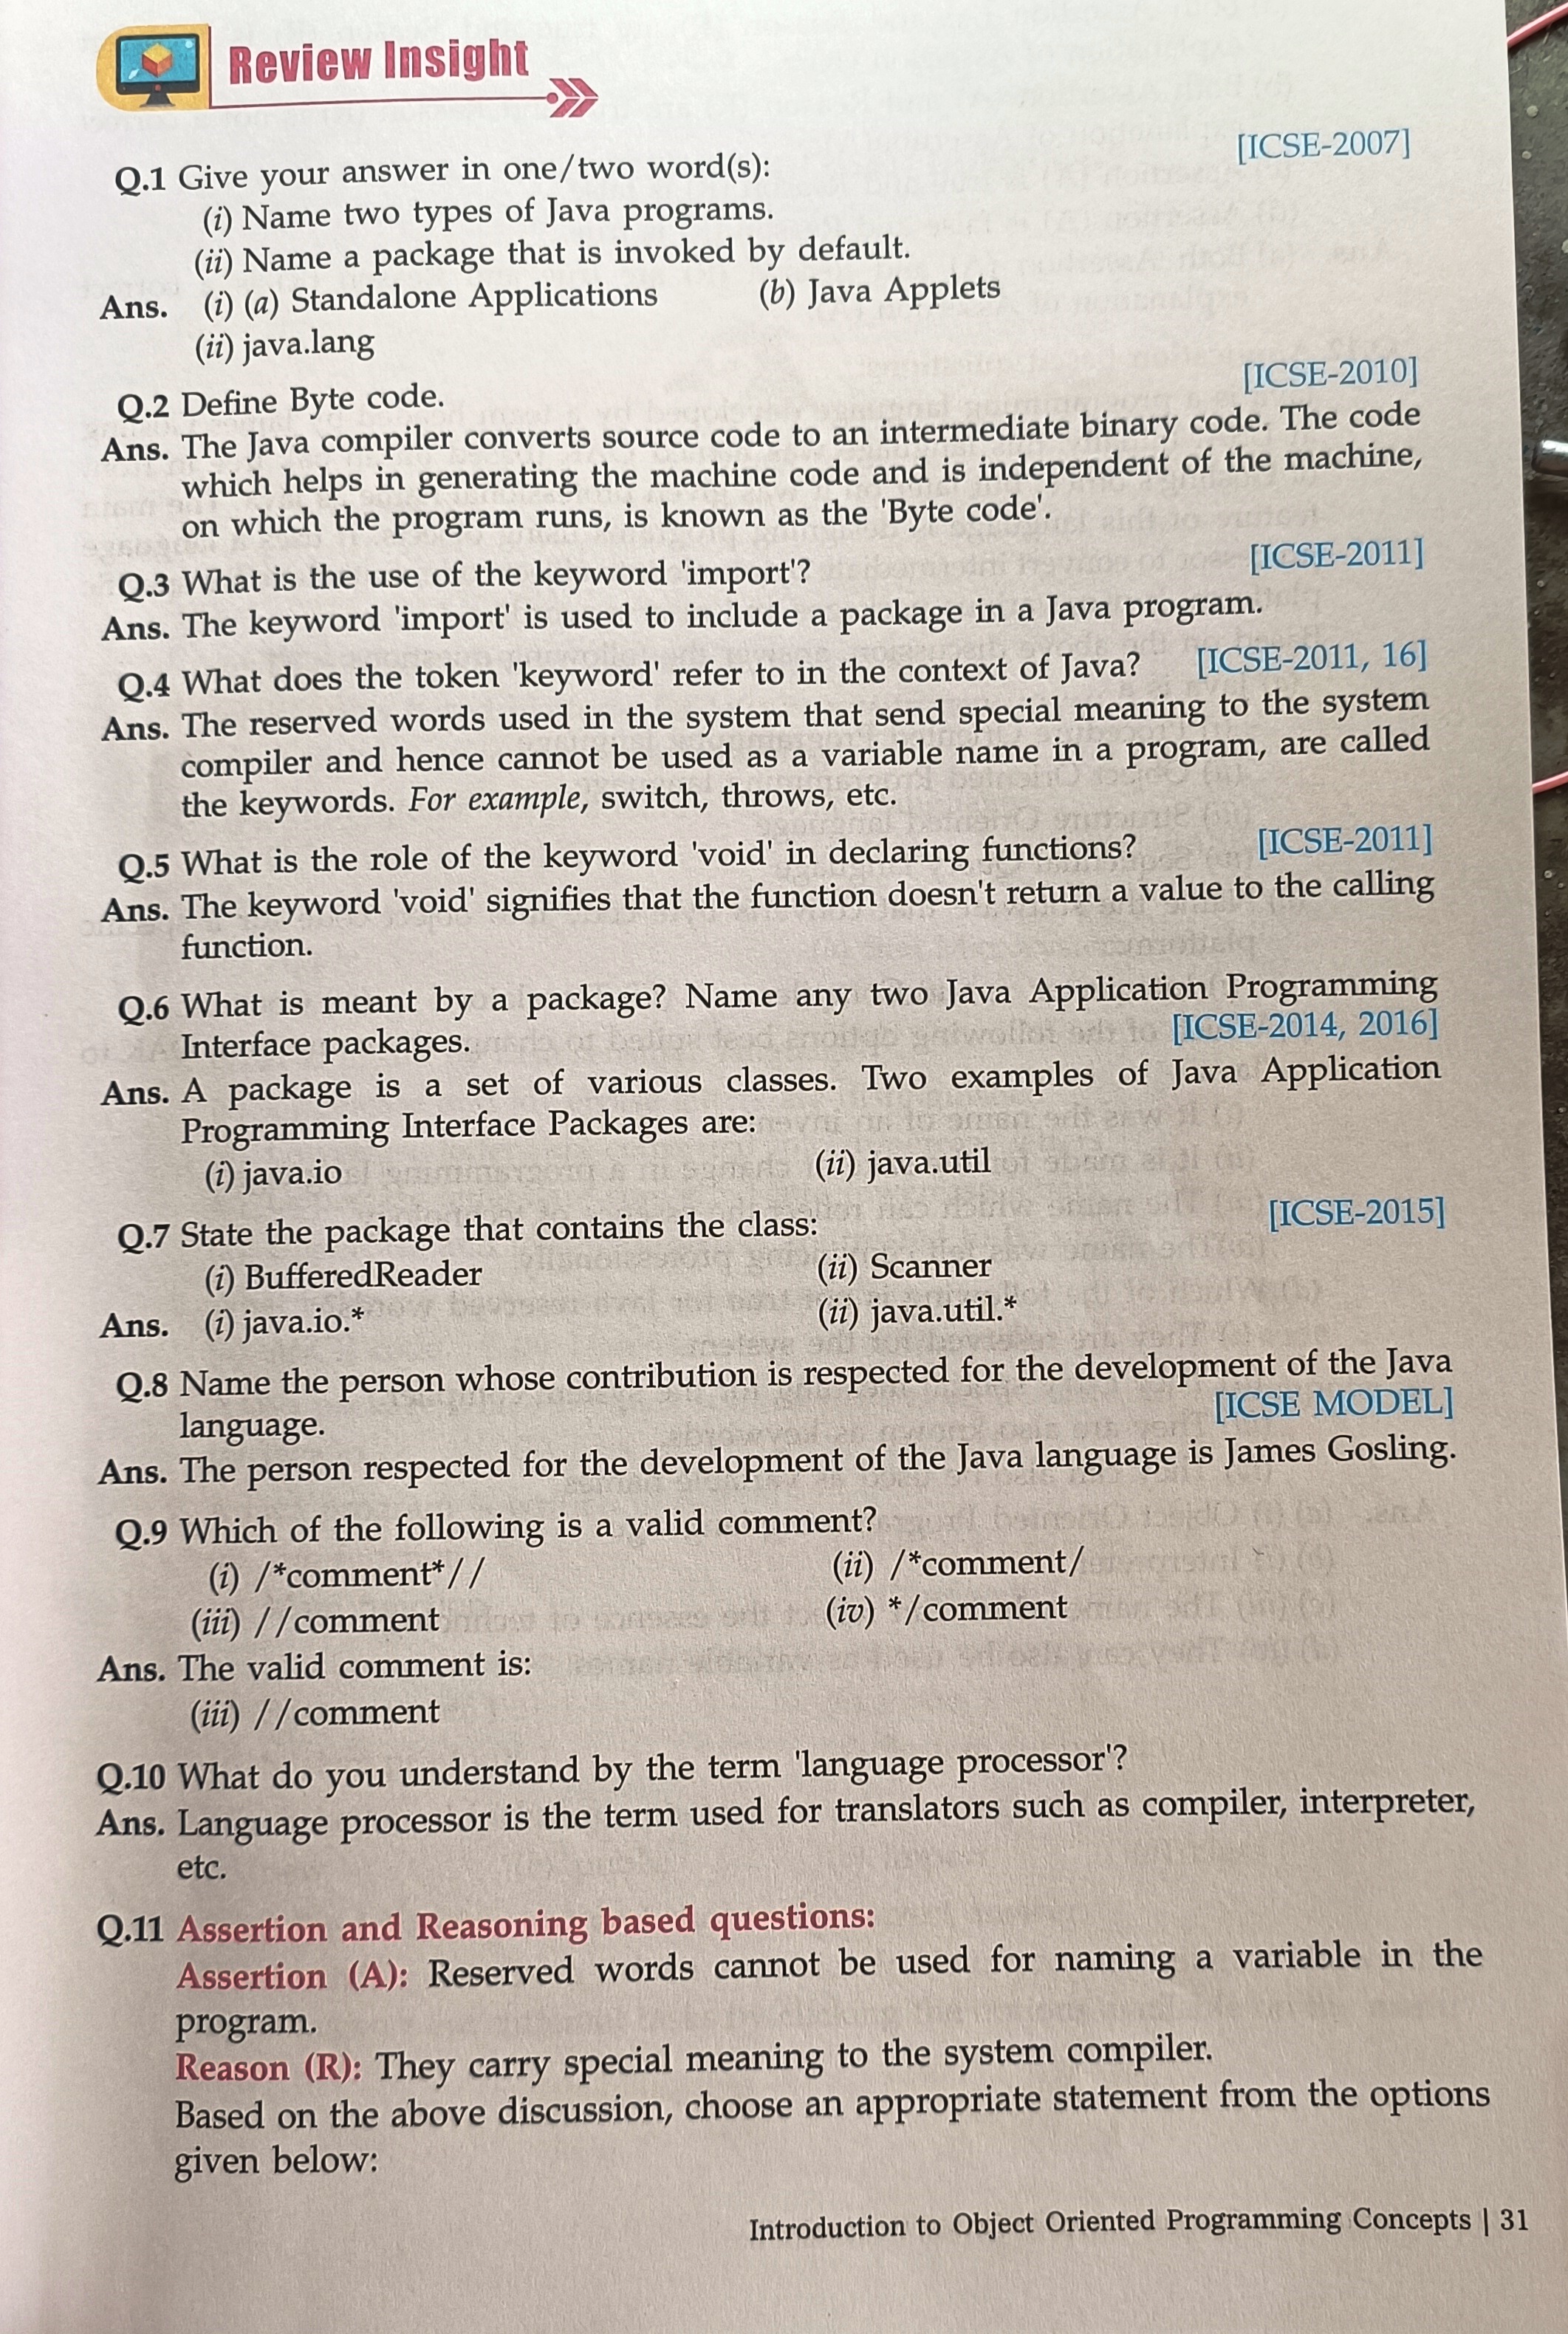 Review Insight
[ICSE-2007]
Q.1 Give your answer in one/two word(s):
(i) Name two types of Java programs.
(ii) Name a package that is invoked by default.
Ans. (i) (a) Standalone Applications (b) Java Applets
(ii) java.lang
Q.2 Define Byte code. [ICSE-2010]
Ans. The Java compiler converts source code to an intermediate binary code. The code
which helps in generating the machine code and is independent of the machine,
on which the program runs, is known as the 'Byte code'.
Q.3 What is the use of the keyword 'import'? [ICSE-2011]
Ans. The keyword 'import' is used to include a package in a Java program.
Q.4 What does the token 'keyword' refer to in the context of Java? [ICSE-2011, 16]
Ans. The reserved words used in the system that send special meaning to the system
compiler and hence cannot be used as a variable name in a program, are called
the keywords. For example, switch, throws, etc.
Q.5 What is the role of the keyword 'void' in declaring functions? [ICSE-2011]
Ans. The keyword 'void' signifies that the function doesn't return a value to the calling
function.
Q.6 What is meant by a package? Name any two Java Application Programming
Interface packages. [ICSE-2014, 2016]
Ans. A package is a set of various classes. Two examples of Java Application
Programming Interface Packages are:
(i) java.io (ii) java.util
Q.7 State the package that contains the class: [ICSE-2015]
(i) BufferedReader (ii) Scanner
Ans. (i) java.io.* (ii) java.util.*
Q.8 Name the person whose contribution is respected for the development of the Java
language. [ICSE MODEL]
Ans. The person respected for the development of the Java language is James Gosling.
Q.9 Which of the following is a valid comment?
(i) /*comment*// (ii) /*comment/
(iii) //comment (iv) */comment
Ans. The valid comment is:
(iii) //comment
Q.10 What do you understand by the term 'language processor'?
Ans. Language processor is the term used for translators such as compiler, interpreter,
etc.
Q.11 Assertion and Reasoning based questions:
Assertion (A): Reserved words cannot be used for naming a variable in the
program.
Reason (R): They carry special meaning to the system compiler.
Based on the above discussion, choose an appropriate statement from the options
given below:
Introduction to Object Oriented Programming Concepts | 31